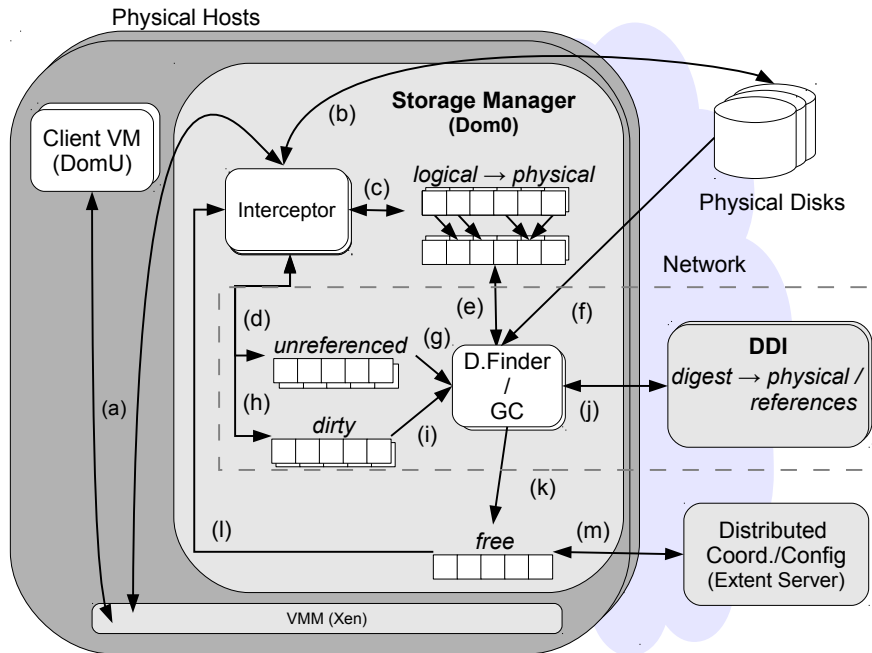 Physical Hosts
Client VM
(DomU)
(b)
Storage Manager
(Dom0)
Interceptor
(c)
logical → physical
Physical Disks
Network
(a)
(d)
(e)
(f)
unreferenced
(g)
D.Finder
/
GC
DDI
digest → physical /
references
(h)
dirty
(i)
(j)
(k)
(l)
free
(m)
Distributed
Coord./Config
(Extent Server)
VMM (Xen)